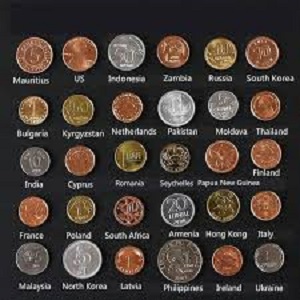 Mauritius US Indonesia Zambia Russia South Korea
Bulgaria Kyrgyzstan Netherlands Pakistan Moldova Thailand
India Cyprus Romania Seychelles Papua New Guinea Finland
France Poland South Africa Armenia Hong Kong Italy
Malaysia North Korea Latvia Philippines Ireland Ukraine